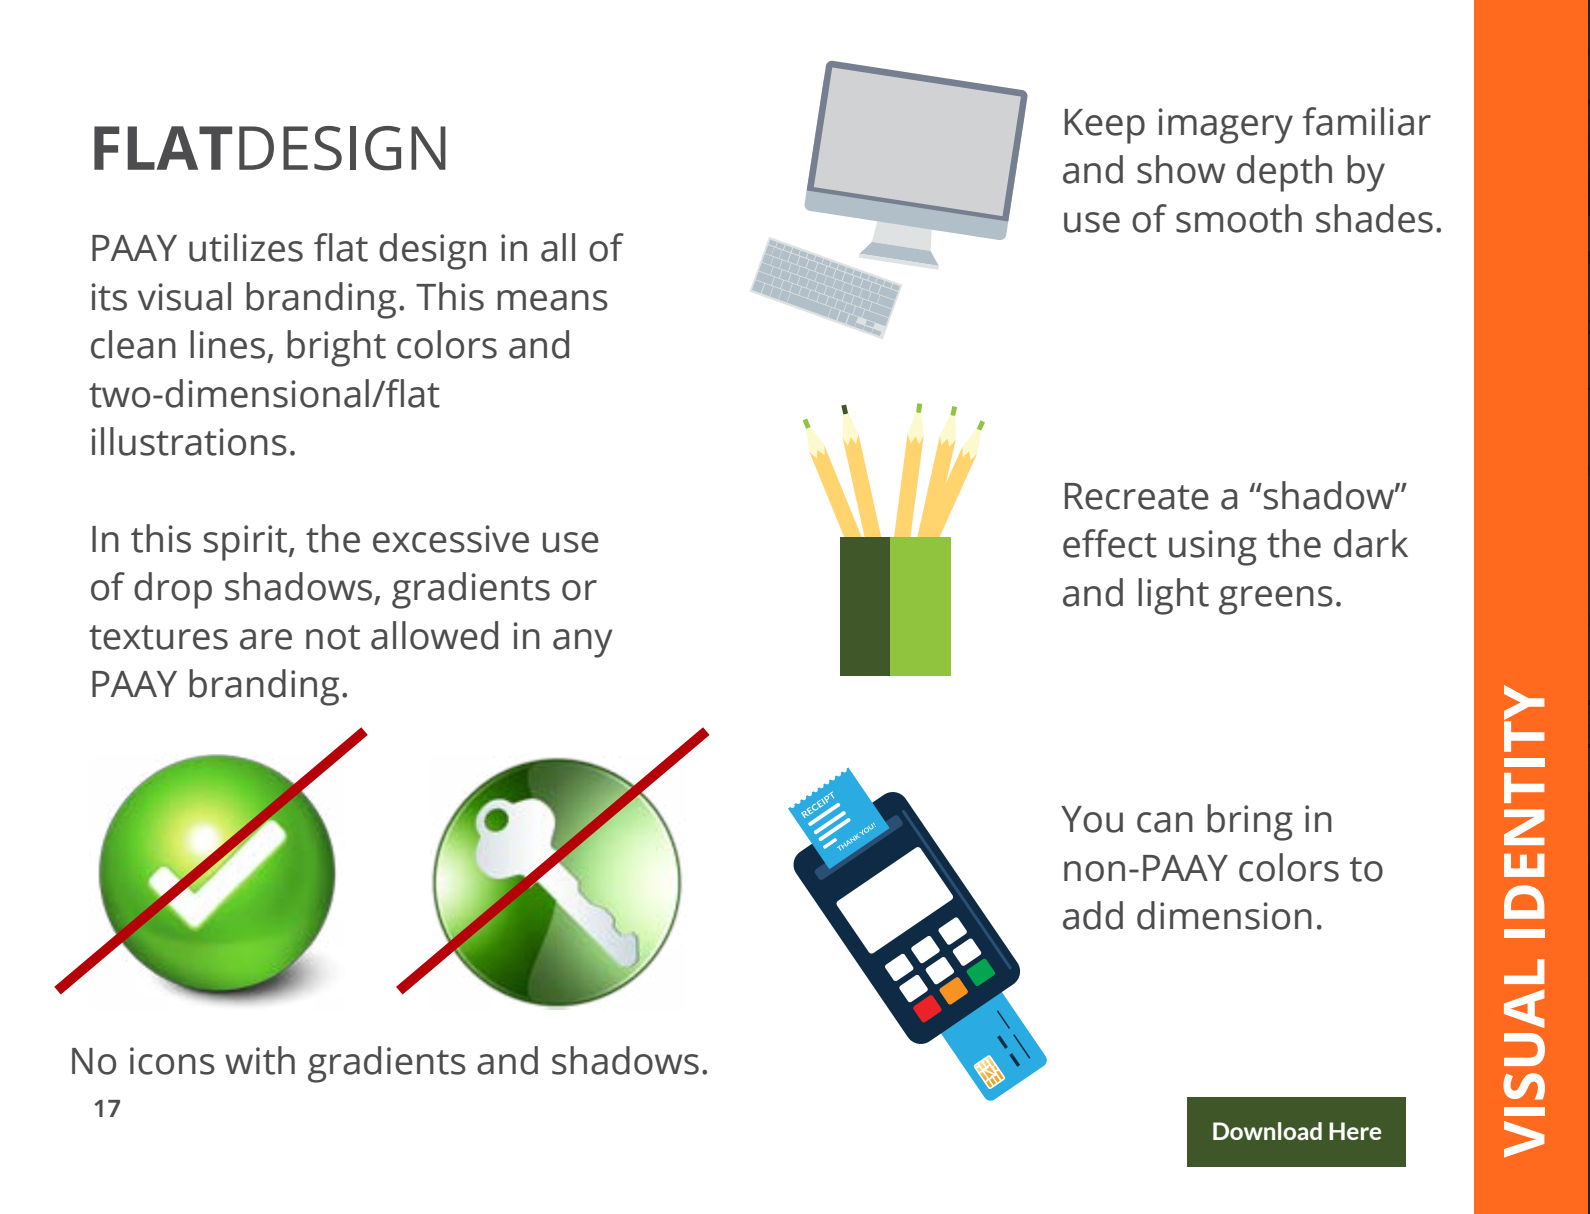 FLATDESIGN
PAAY utilizes flat design in all of
its visual branding. This means
clean lines, bright colors and
two-dimensional/flat
illustrations.
In this spirit, the excessive use
of drop shadows, gradients or
textures are not allowed in any
PAAY branding.
No icons with gradients and shadows.
17
Keep imagery familiar
and show depth by
use of smooth shades.
Recreate a “shadow”
effect using the dark
and light greens.
RECEIPT
THANK YOU!
You can bring in
non-PAAY colors to
add dimension.
Download Here
VISUAL IDENTITY